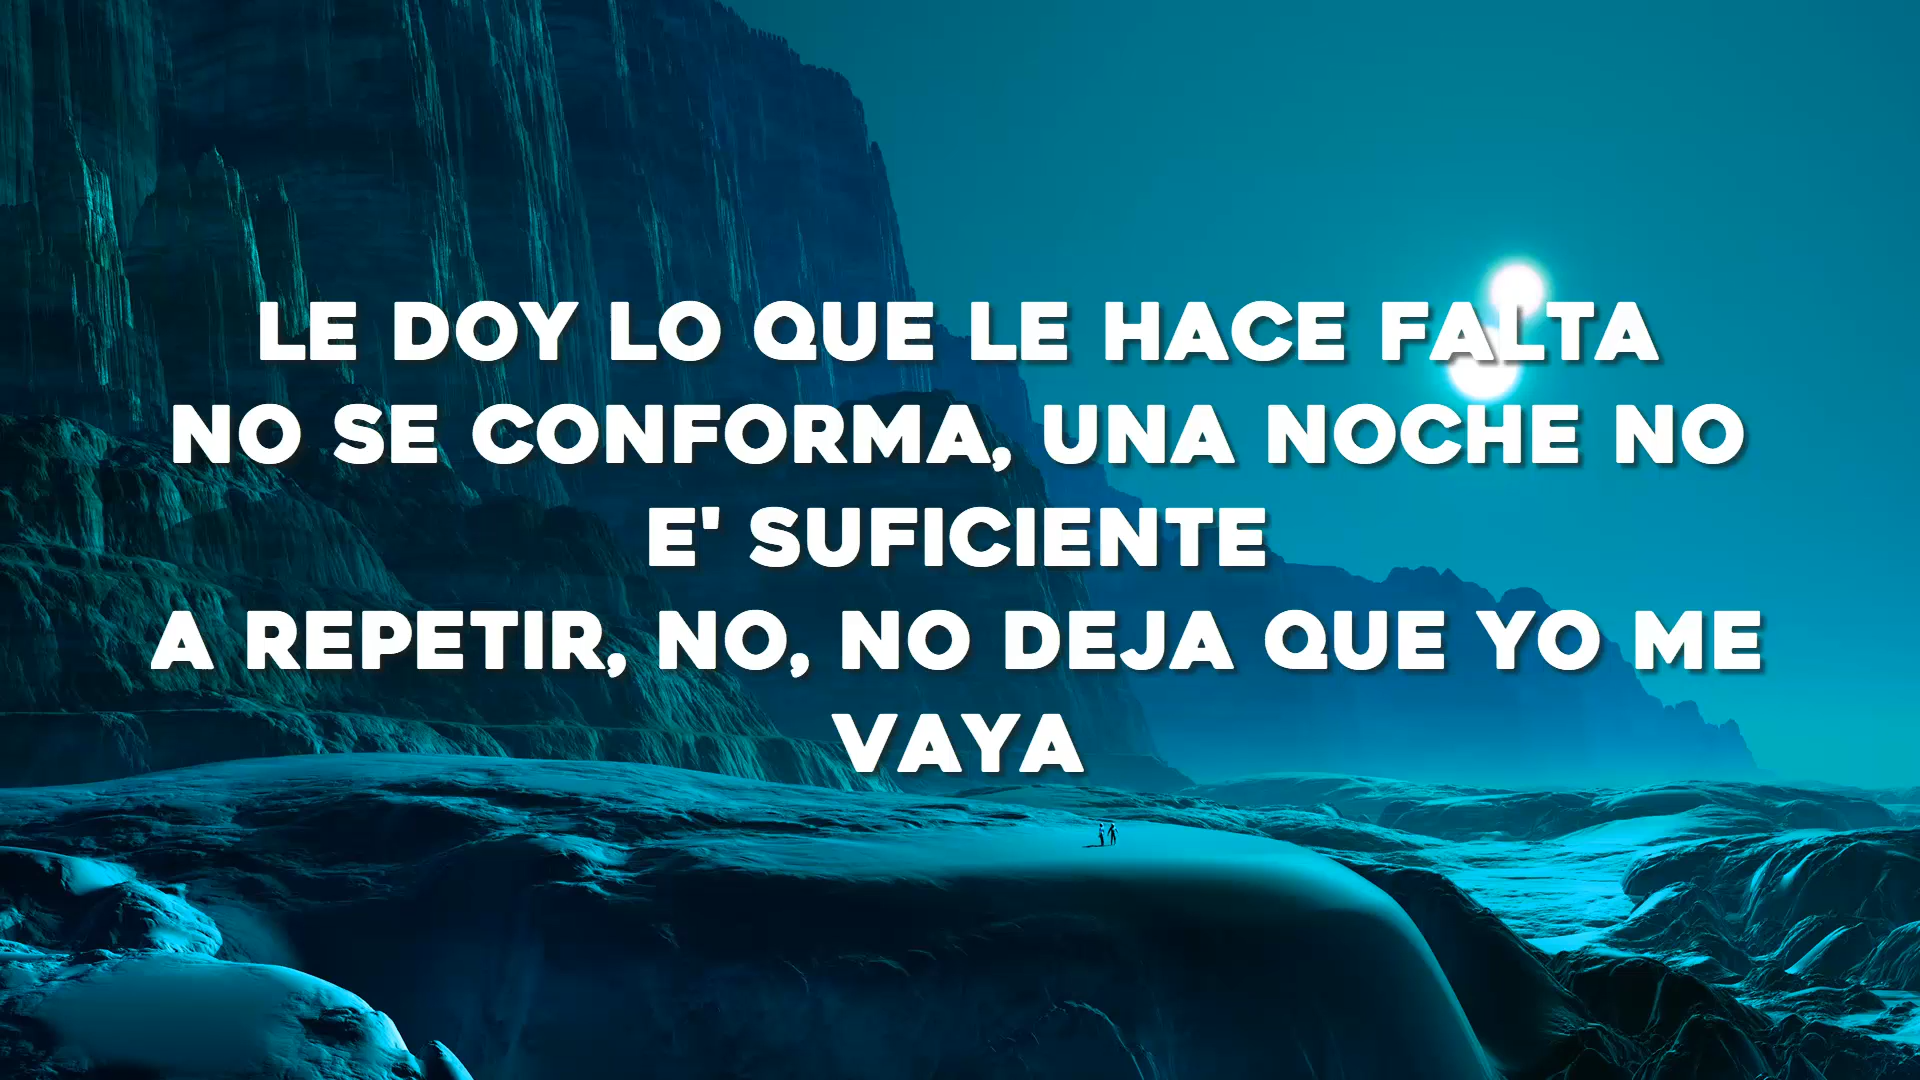 LE DOY LO QUE LE HACE FALTA
NO SE CONFORMA, UNA NOCHE NO
E' SUFICIENTE
A REPETIR, NO, NO DEJA QUE YO ME
VAYA